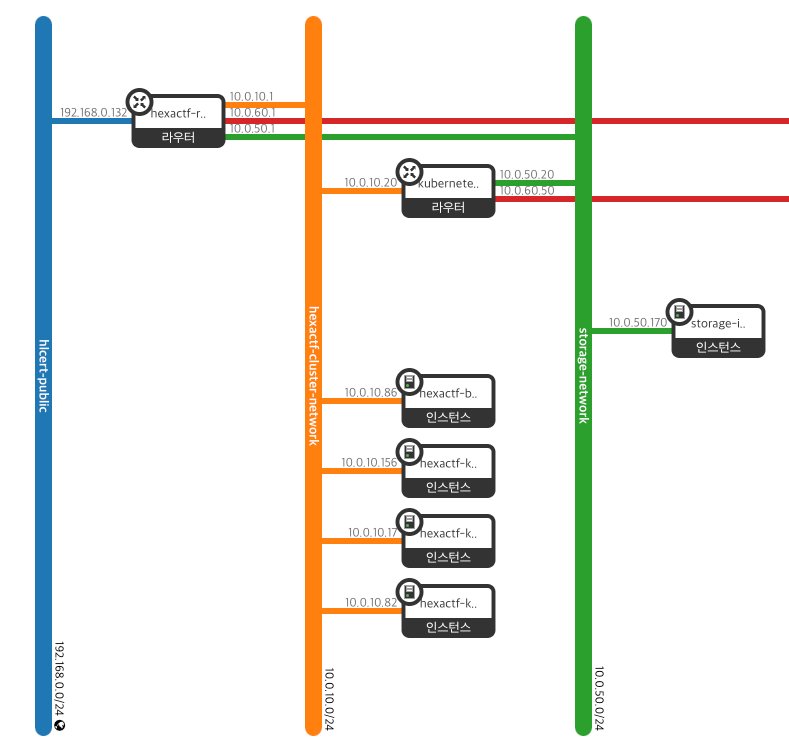 10.0.10.1
192.168.0.132
hexactf-r..
10.0.60.1
라우터
10.0.50.1
10.0.10.20
kubernete..
10.0.50.20
10.0.60.50
라우터
hlcert-public
hexactf-cluster-network
storage-network
10.0.50.170
storage-i..
인스턴스
10.0.10.86
hexactf-b..
인스턴스
10.0.10.156
hexactf-k..
인스턴스
10.0.10.17
hexactf-k..
인스턴스
10.0.10.82
hexactf-k..
인스턴스
192.168.0.0/24
10.0.10.0/24
10.0.50.0/24